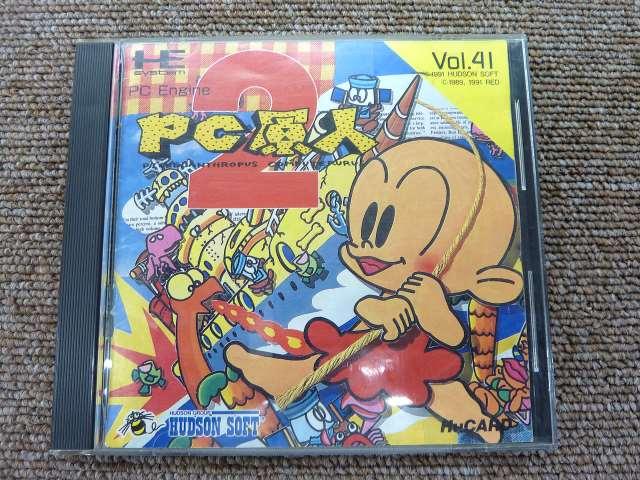 HE
system
PC Engine
Vol.41
©1991 HUDSON SOFT
©1989, 1991 RED
2
PC原人
HUDSON GROUP
HUDSON SOFT
HuCARD